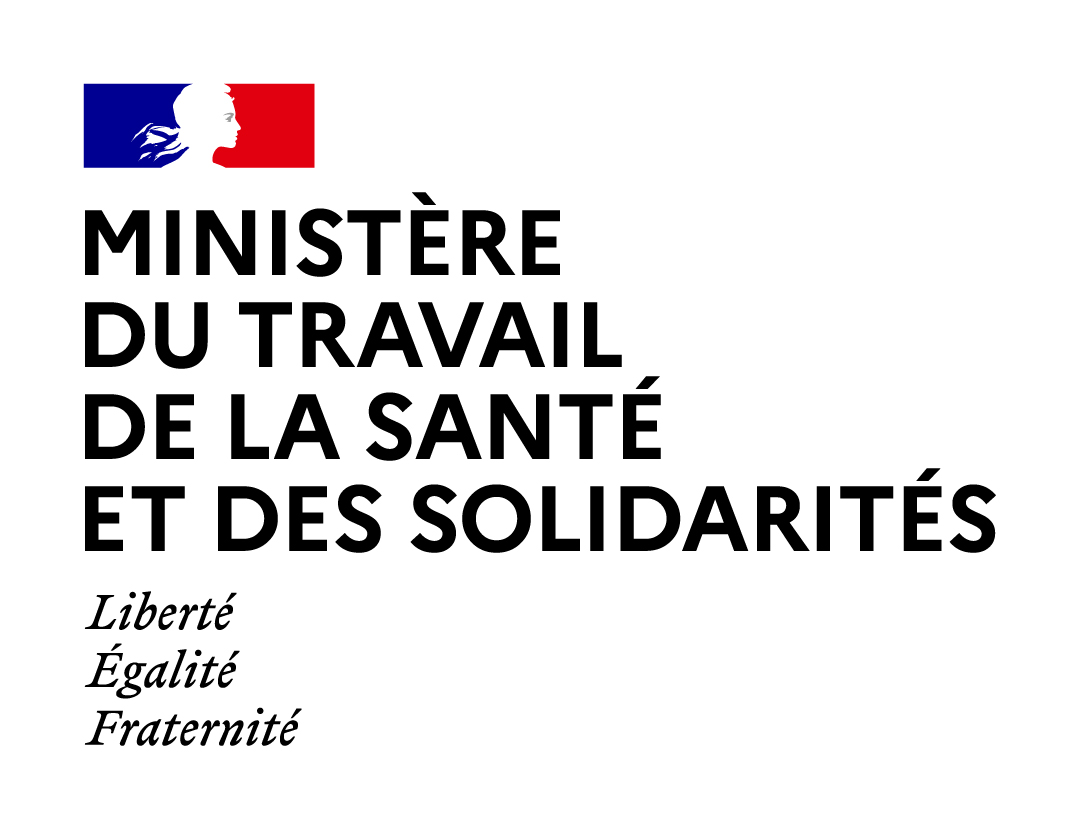 MINISTÈRE
DU TRAVAIL
DE LA SANTÉ
ET DES SOLIDARITÉS
Liberté
Égalité
Fraternité